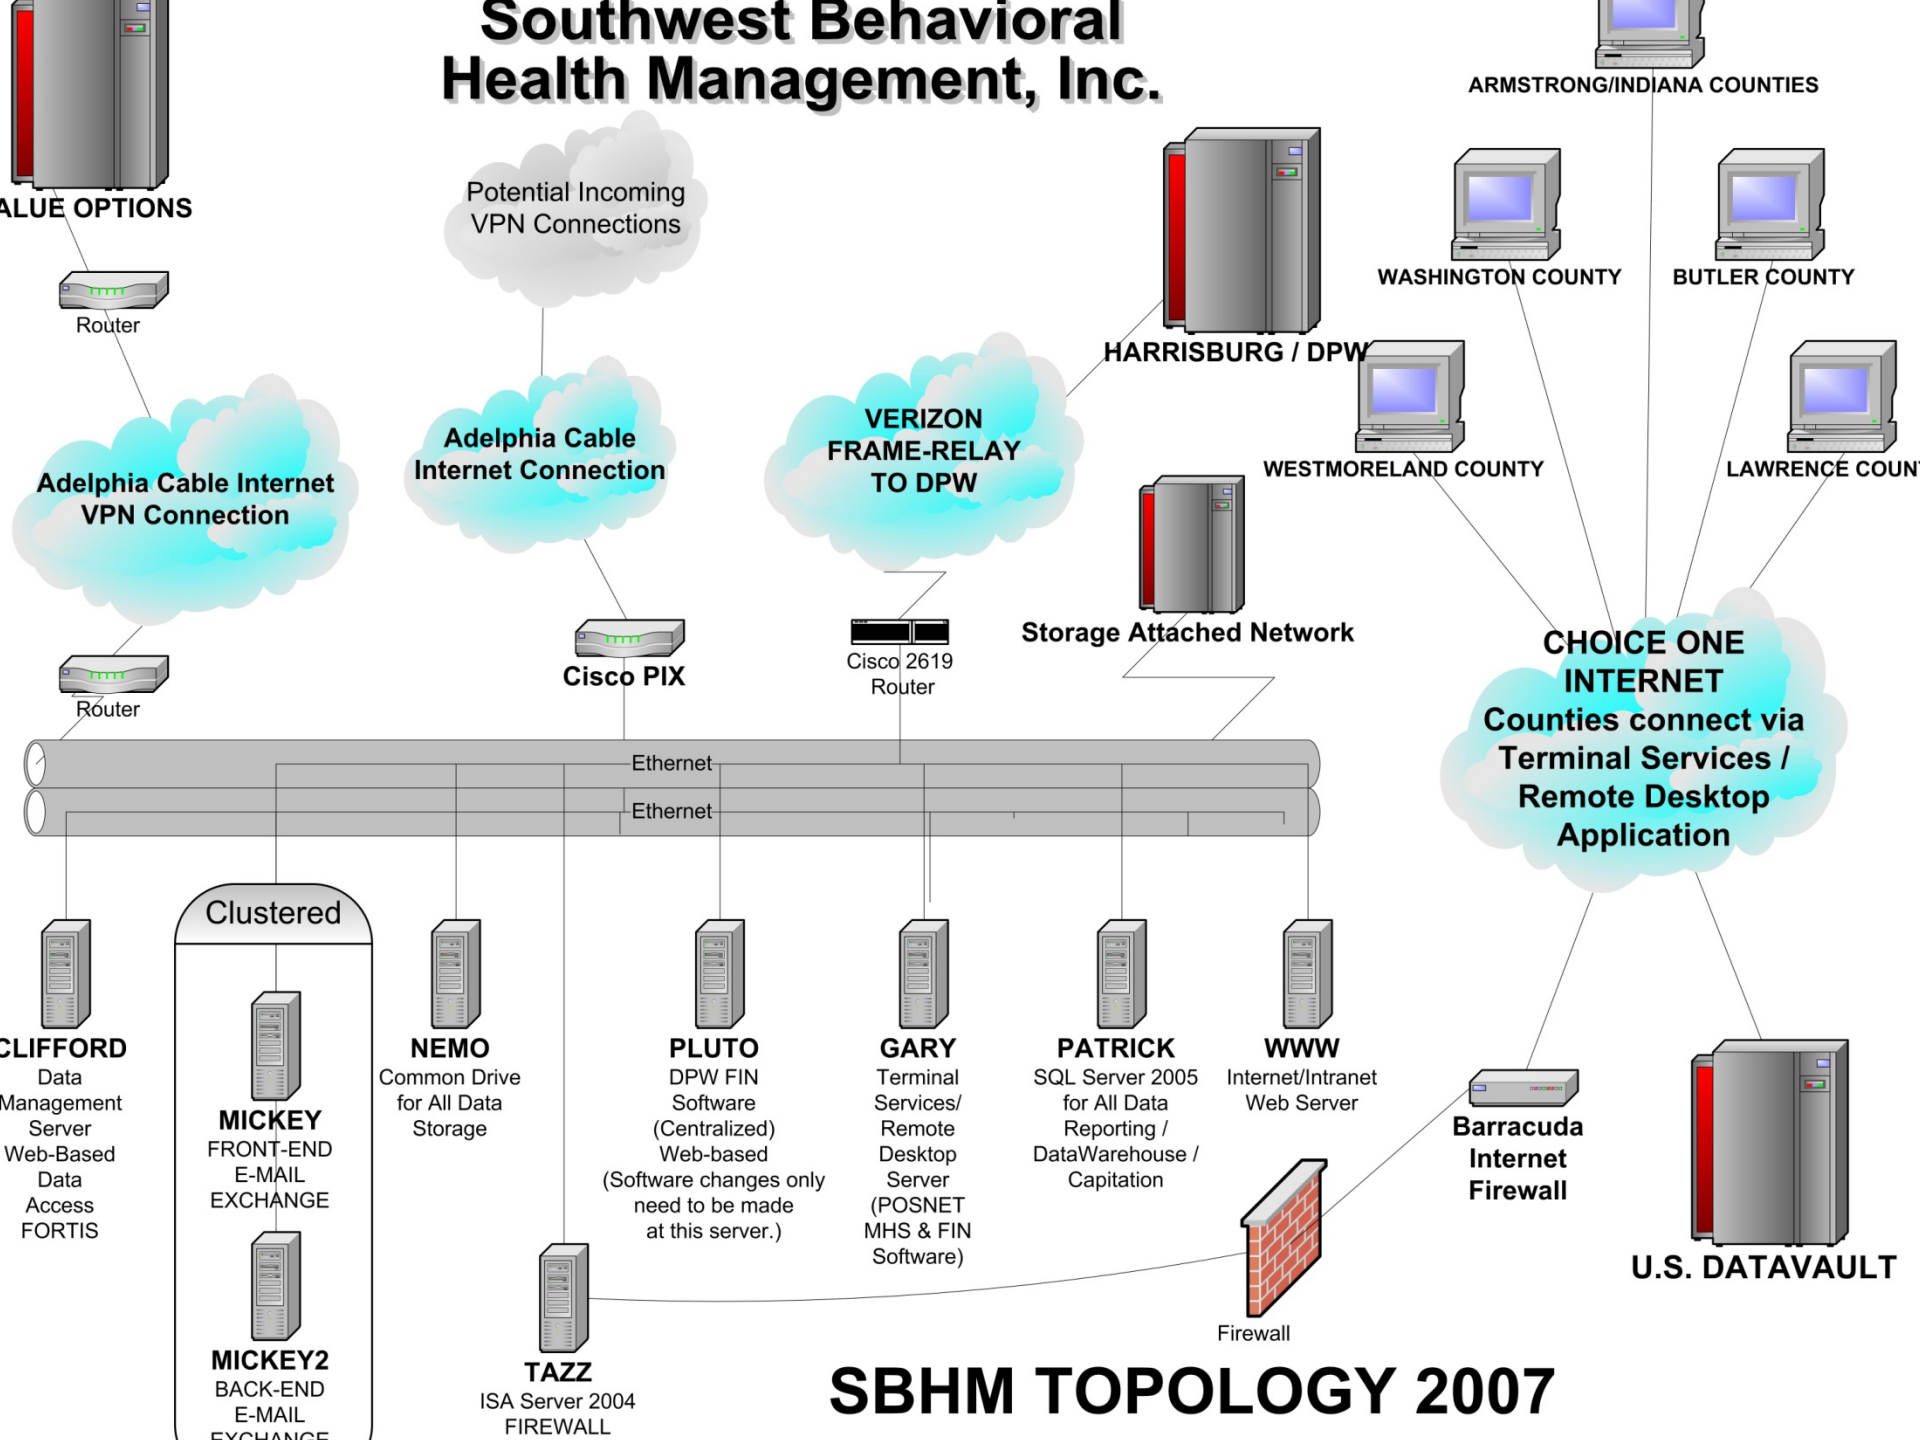 Southwest Behavioral
Health Management, Inc.
ARMSTRONG/INDIANA COUNTIES
ALUE OPTIONS
Potential Incoming
VPN Connections
WASHINGTON COUNTY
BUTLER COUNTY
Router
HARRISBURG / DPW
WESTMORELAND COUNTY
LAWRENCE COUN
Adelphia Cable Internet
VPN Connection
Adelphia Cable
Internet Connection
VERIZON
FRAME-RELAY
TO DPW
Storage Attached Network
Router
Cisco PIX
Cisco 2619
Router
CHOICE ONE
INTERNET
Counties connect via
Terminal Services /
Remote Desktop
Application
Ethernet
Ethernet
Clustered
CLIFFORD
Data
Management
Server
Web-Based
Data
Access
FORTIS
MICKEY
FRONT-END
E-MAIL
EXCHANGE
MICKEY2
BACK-END
E-MAIL
EXCHANGE
NEMO
Common Drive
for All Data
Storage
TAZZ
ISA Server 2004
FIREWALL
PLUTO
DPW FIN
Software
(Centralized)
Web-based
(Software changes only
need to be made
at this server.)
GARY
Terminal
Services/
Remote
Desktop
Server
(POSNET
MHS & FIN
Software)
PATRICK
SQL Server 2005
for All Data
Reporting /
DataWarehouse /
Capitation
WWW
Internet/Intranet
Web Server
Barracuda
Internet
Firewall
Firewall
U.S. DATAVAULT
SBHM TOPOLOGY 2007